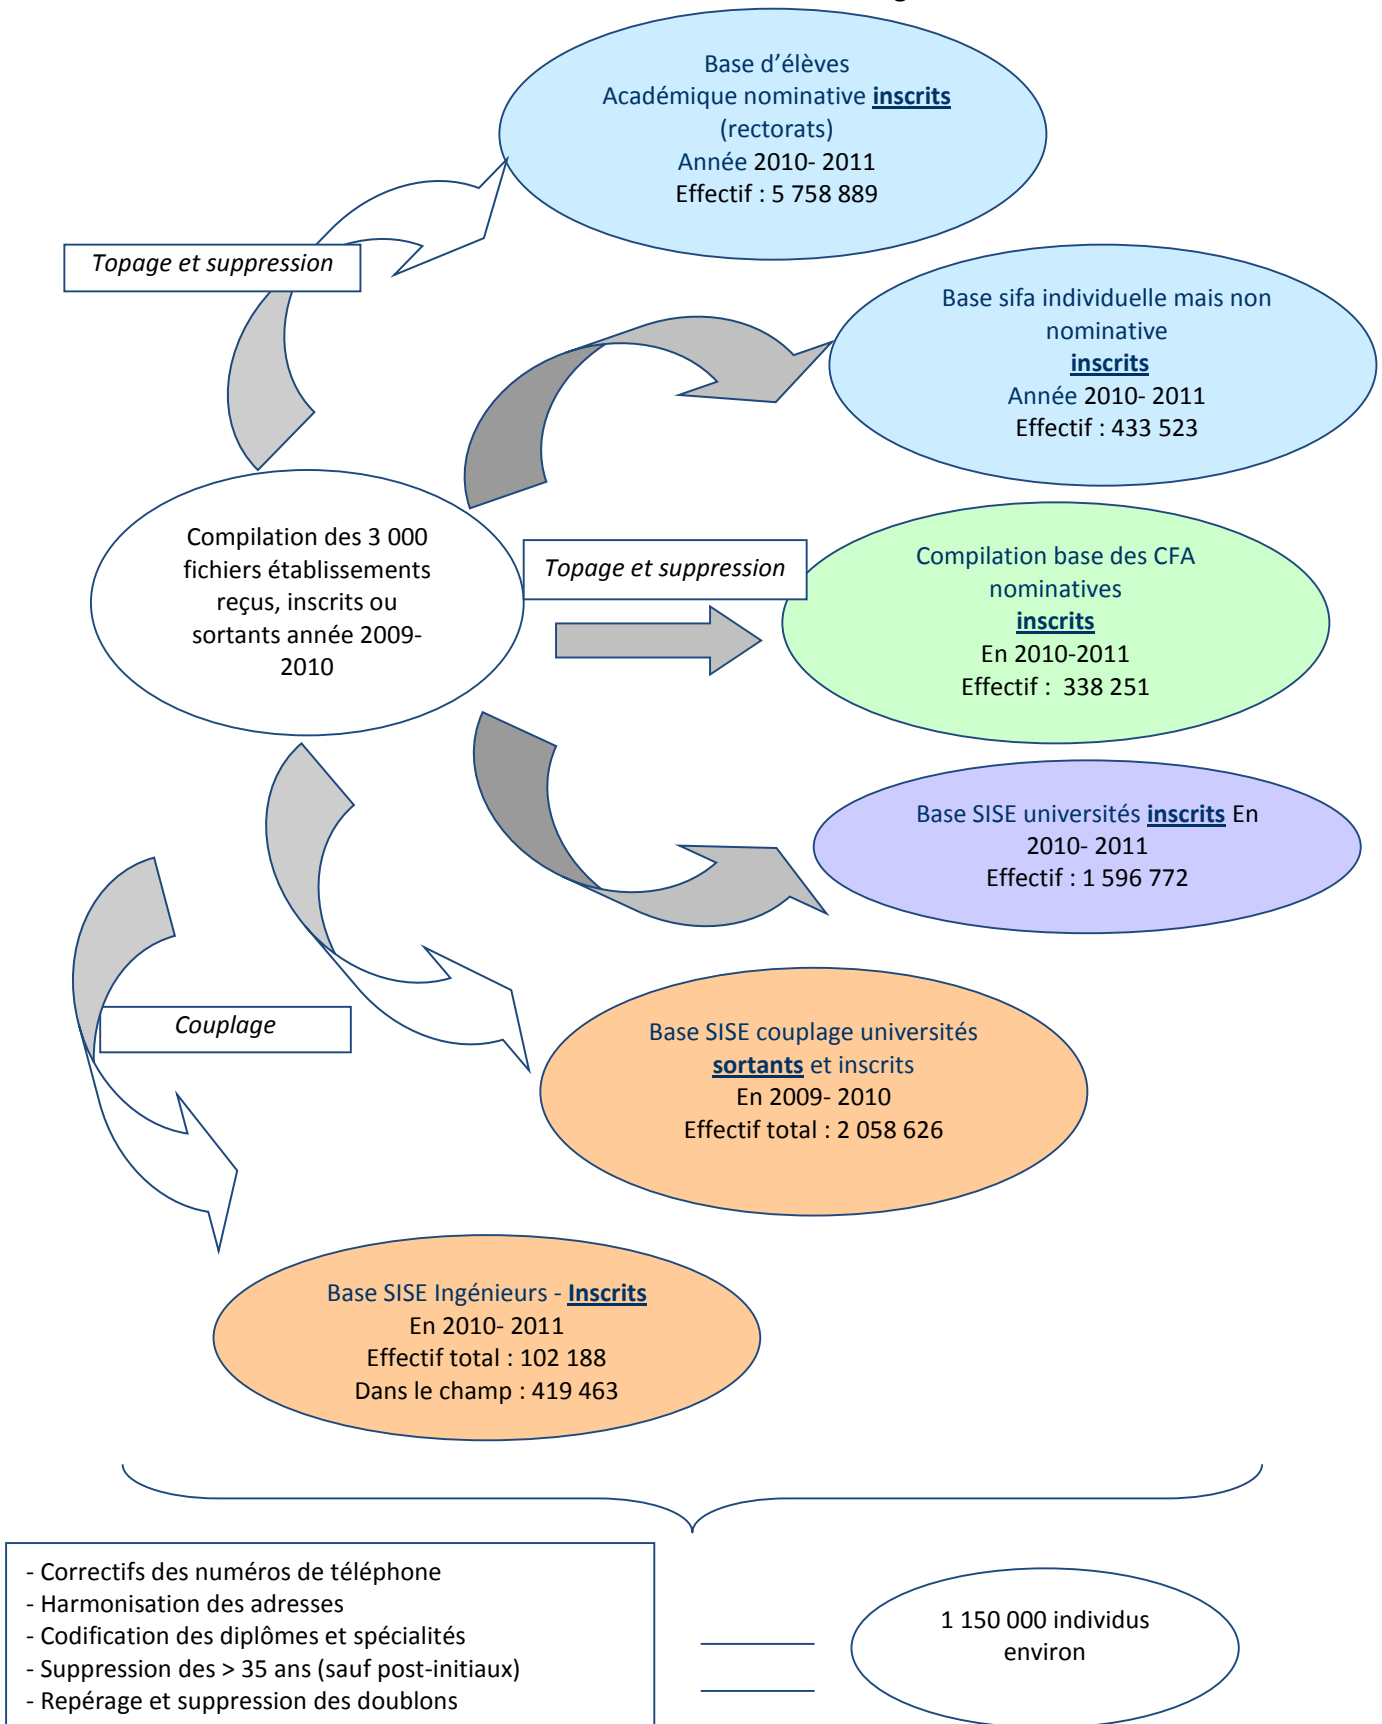 Base d'élèves
Académique nominative inscrits
(rectorats)
Année 2010- 2011
Effectif : 5 758 889
Topage et suppression
Base sifa individuelle mais non
nominative
inscrits
Année 2010- 2011
Effectif : 433 523
Compilation des 3 000
fichiers établissements
reçus, inscrits ou
sortants année 2009-
2010
Topage et suppression
Compilation base des CFA
nominatives
inscrits
En 2010-2011
Effectif : 338 251
Base SISE universités inscrits En
2010- 2011
Effectif : 1 596 772
Couplage
Base SISE couplage universités
sortants et inscrits
En 2009- 2010
Effectif total : 2 058 626
Base SISE Ingénieurs - Inscrits
En 2010- 2011
Effectif total : 102 188
Dans le champ : 419 463
- Correctifs des numéros de téléphone
- Harmonisation des adresses
- Codification des diplômes et spécialités
- Suppression des > 35 ans (sauf post-initiaux)
- Repérage et suppression des doublons
1 150 000 individus
environ